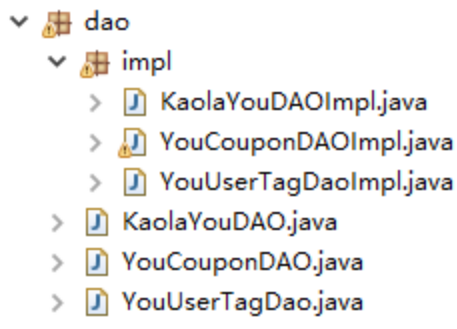 dao
impl
KaolaYouDAOImpl.java
YouCouponDAOImpl.java
YouUserTagDaoImpl.java
KaolaYouDAO.java
YouCouponDAO.java
YouUserTagDao.java